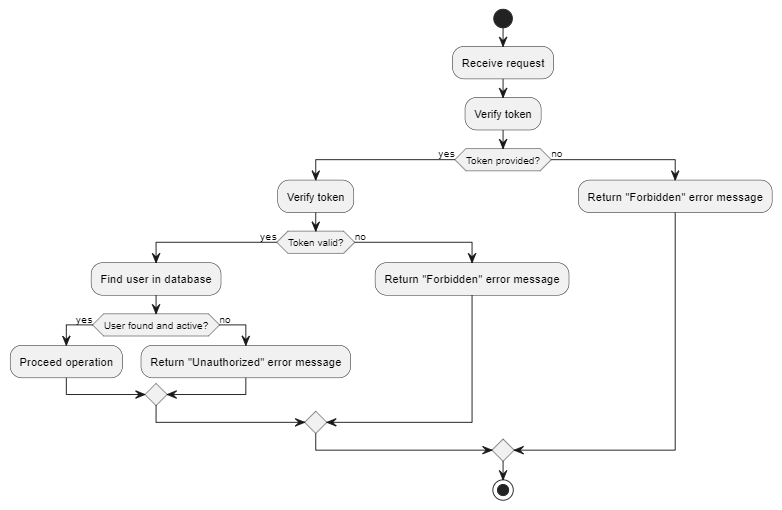 Receive request
Verify token
yes
Token provided?
no
Verify token
Return "Forbidden" error message
yes
Token valid?
no
Find user in database
Return "Forbidden" error message
yes
User found and active?
no
Proceed operation
Return "Unauthorized" error message